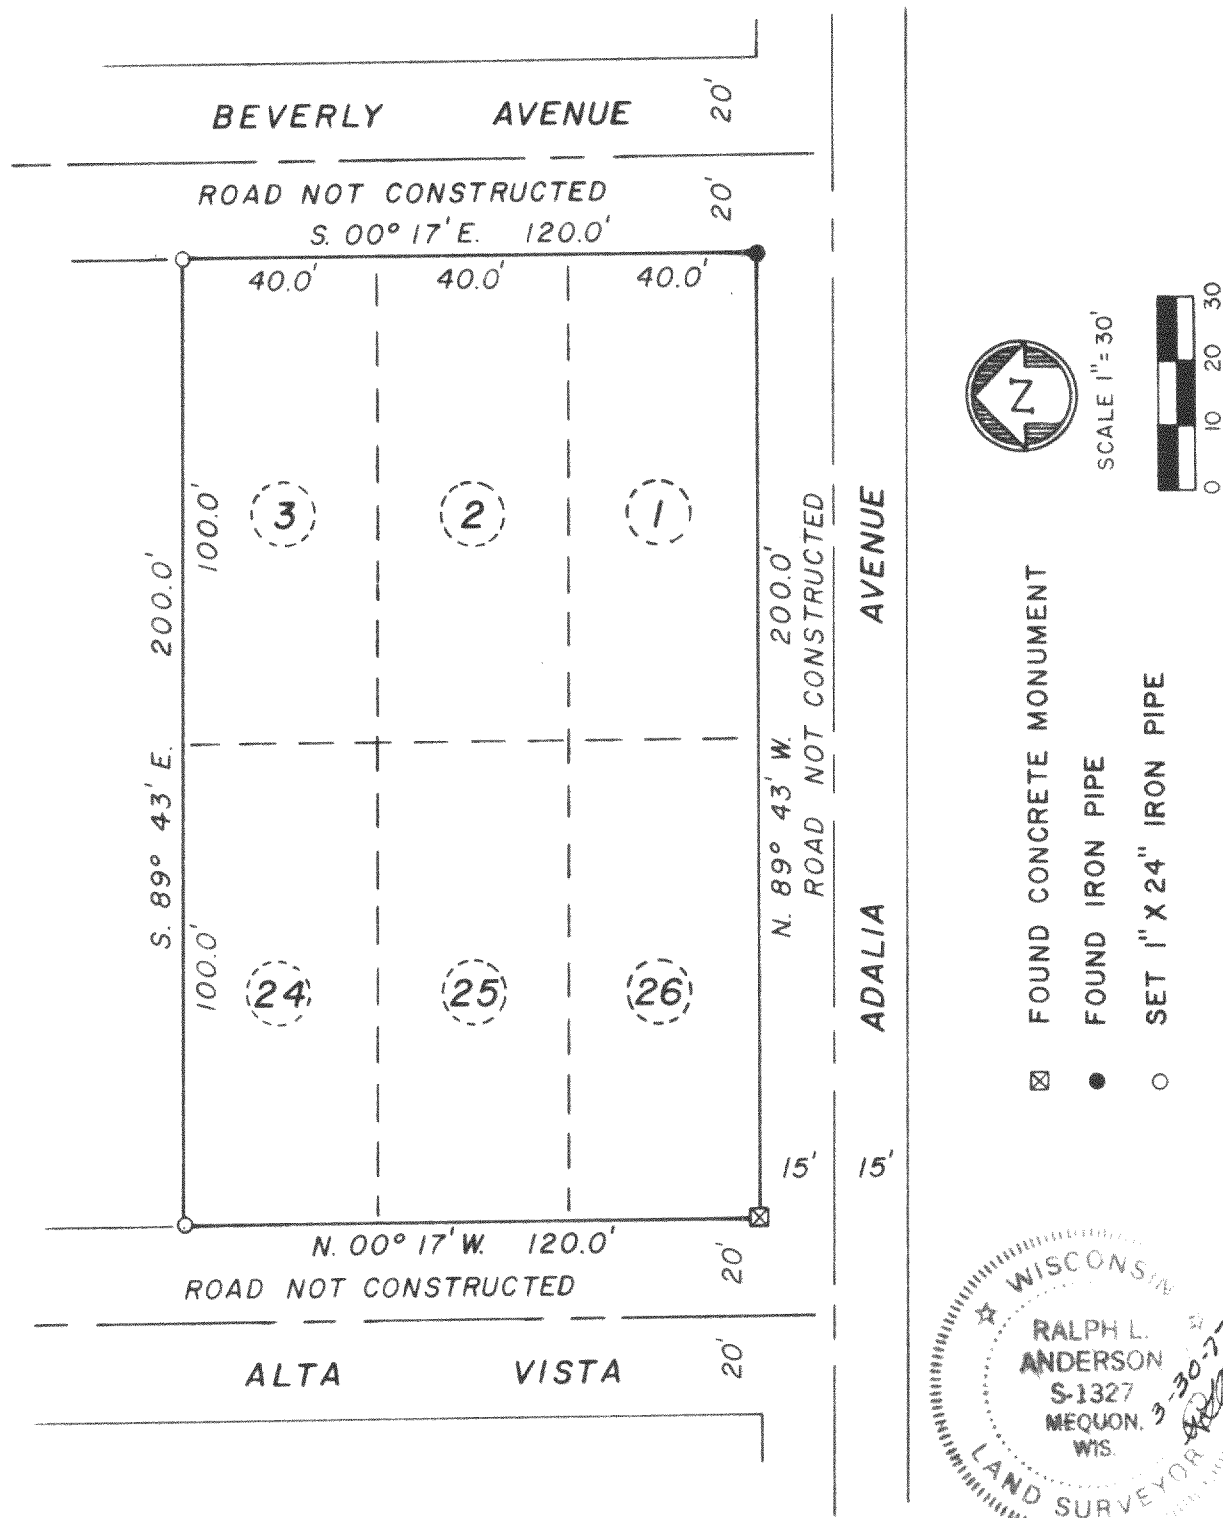 BEVERLY AVENUE
20'
ROAD NOT CONSTRUCTED
20'
S. 00° 17' E. 120.0'
40.0' 40.0' 40.0'
S. 89° 43' E. 200.0'
100.0'
3 2 1
100.0'
24 25 26
N. 89° 43' W. 200.0'
ROAD NOT CONSTRUCTED
ADALIA AVENUE
15' 15'
N. 00° 17' W. 120.0'
20'
ROAD NOT CONSTRUCTED
20'
ALTA VISTA
N
SCALE 1"= 30'
0 10 20 30
FOUND CONCRETE MONUMENT
FOUND IRON PIPE
SET 1" X 24" IRON PIPE
WISCONSIN
RALPH L.
ANDERSON
S-1327
MEQUON,
WIS.
LAND SURVEYOR